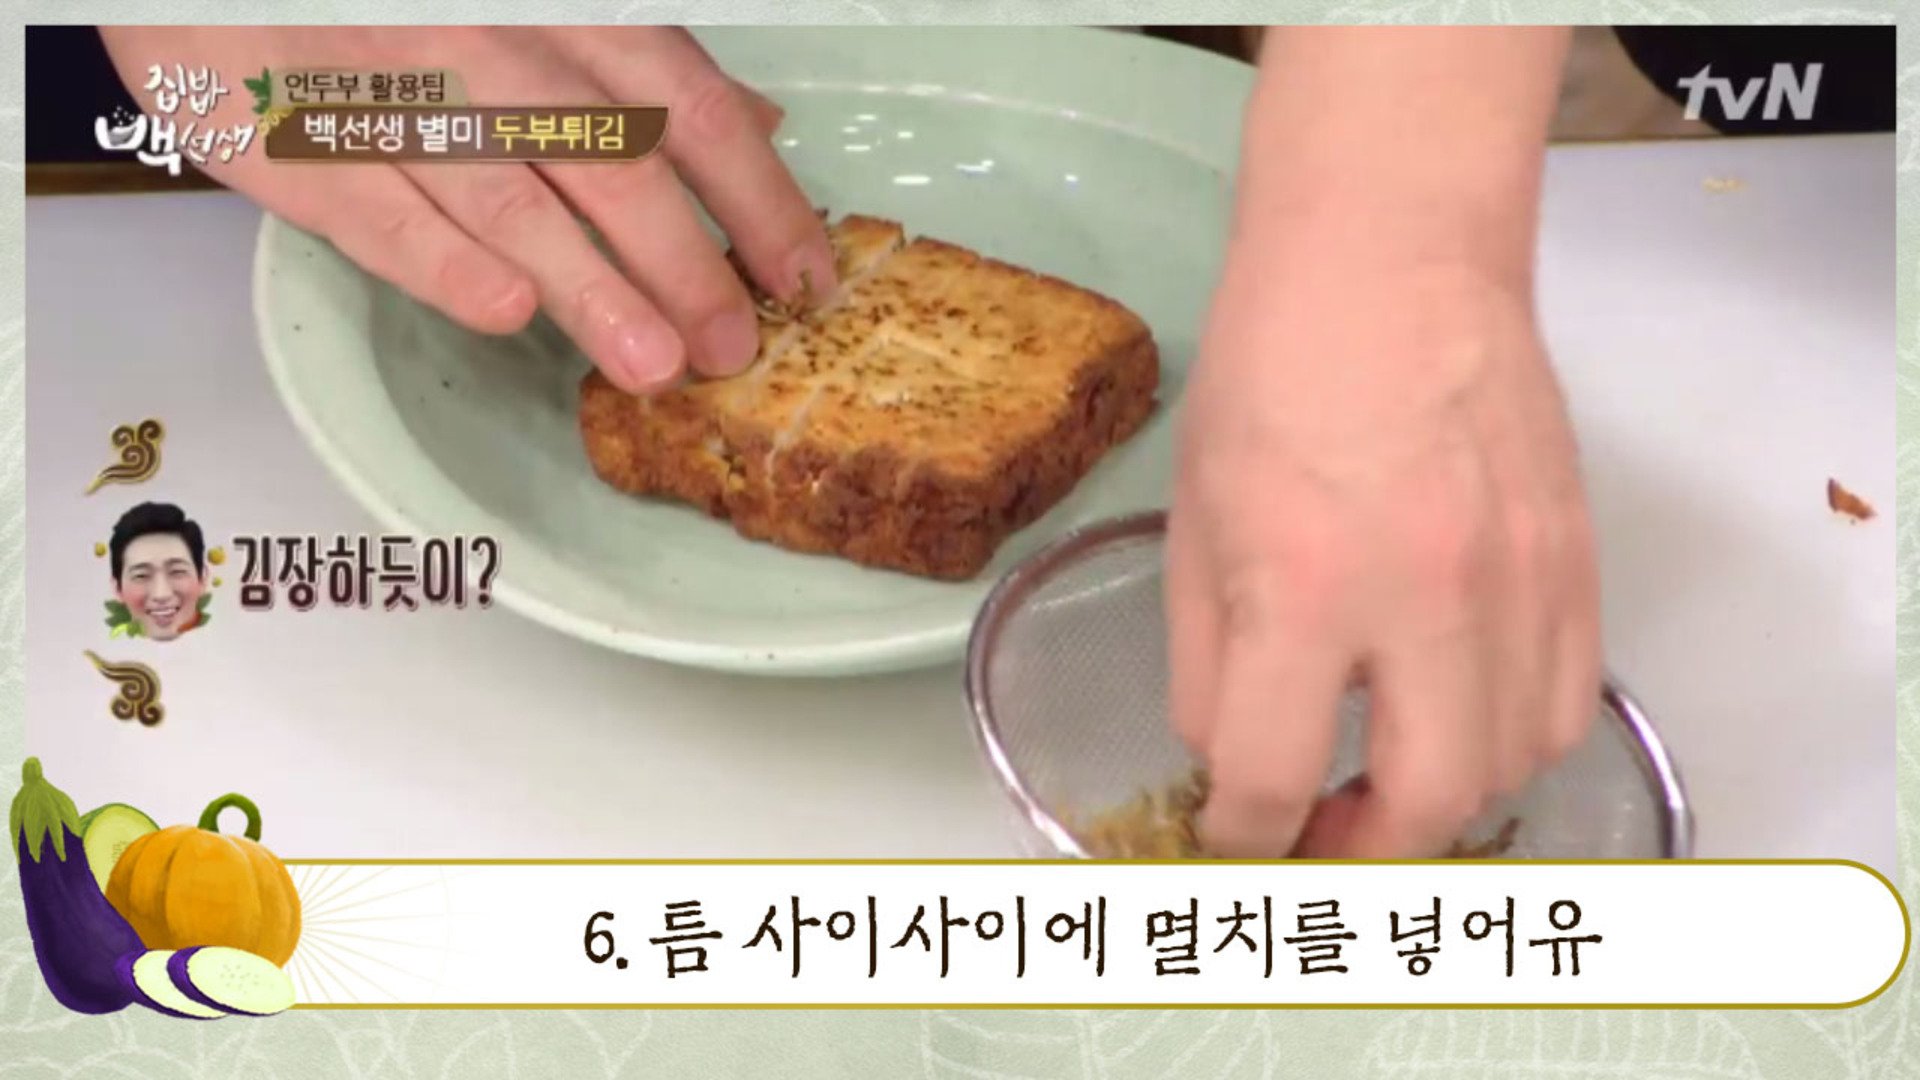 집밥
백선생
언두부 활용팁
백선생 별미 두부튀김
tvN
김장하듯이?
6. 틈 사이사이에 멸치를 넣어유